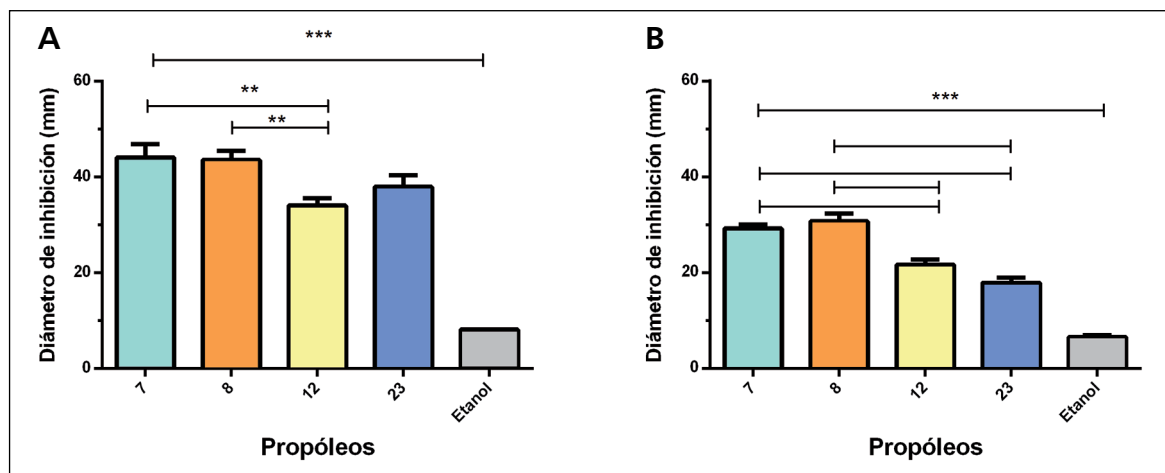 A
***
60
**
**
40
20
0
Diámetro de inhibición (mm)
7
8
12
23
Etanol
Propóleos
B
60
***
40
20
0
Diámetro de inhibición (mm)
7
8
12
23
Etanol
Propóleos